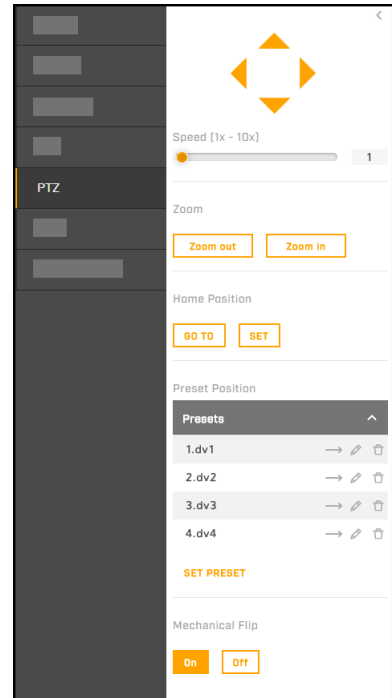 Speed (1x - 10x)
1
PTZ
Zoom
Zoom out Zoom In
Home Position
GO TO SET
Preset Position
Presets
1.dv1
2.dv2
3.dv3
4.dv4
SET PRESET
Mechanical Flip
On Off